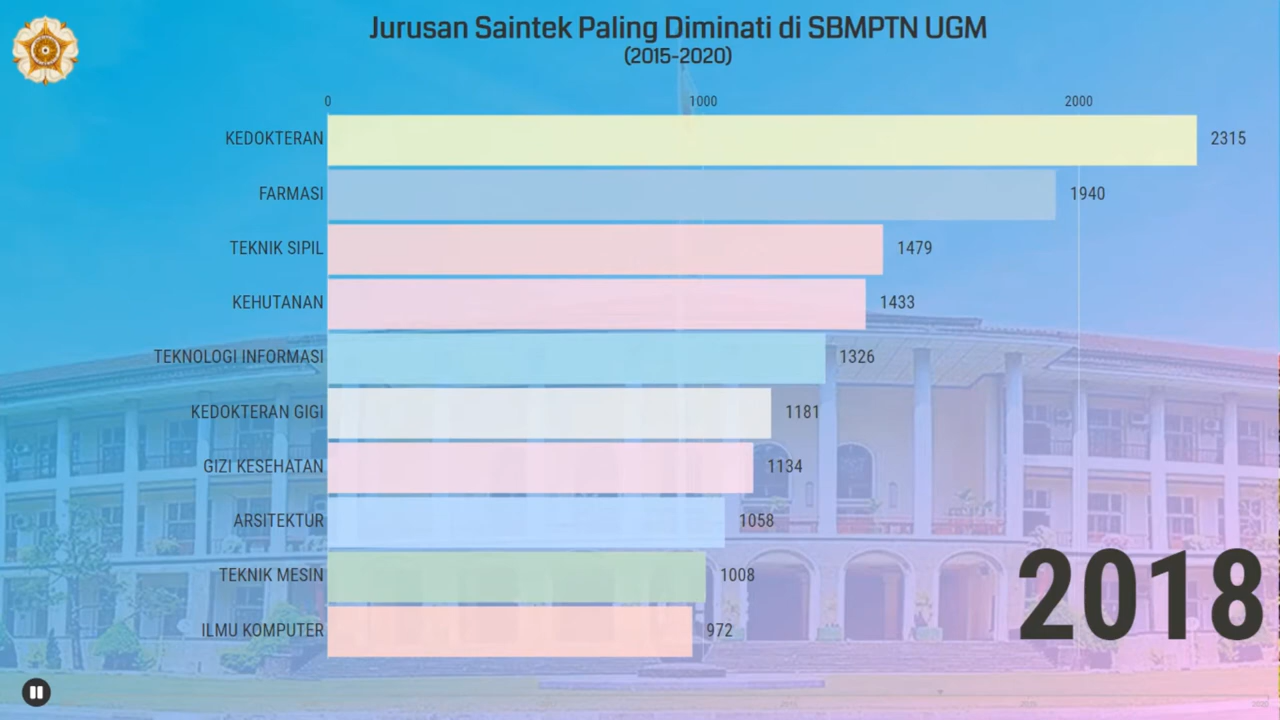 Jurusan Saintek Paling Diminati di SBMPTN UGM
(2015-2020)
0 1000 2000
KEDOKTERAN 2315
FARMASI 1940
TEKNIK SIPIL 1479
KEHUTANAN 1433
TEKNOLOGI INFORMASI 1326
KEDOKTERAN GIGI 1181
GIZI KESEHATAN 1134
ARSITEKTUR 1058
TEKNIK MESIN 1008
ILMU KOMPUTER 972
2018